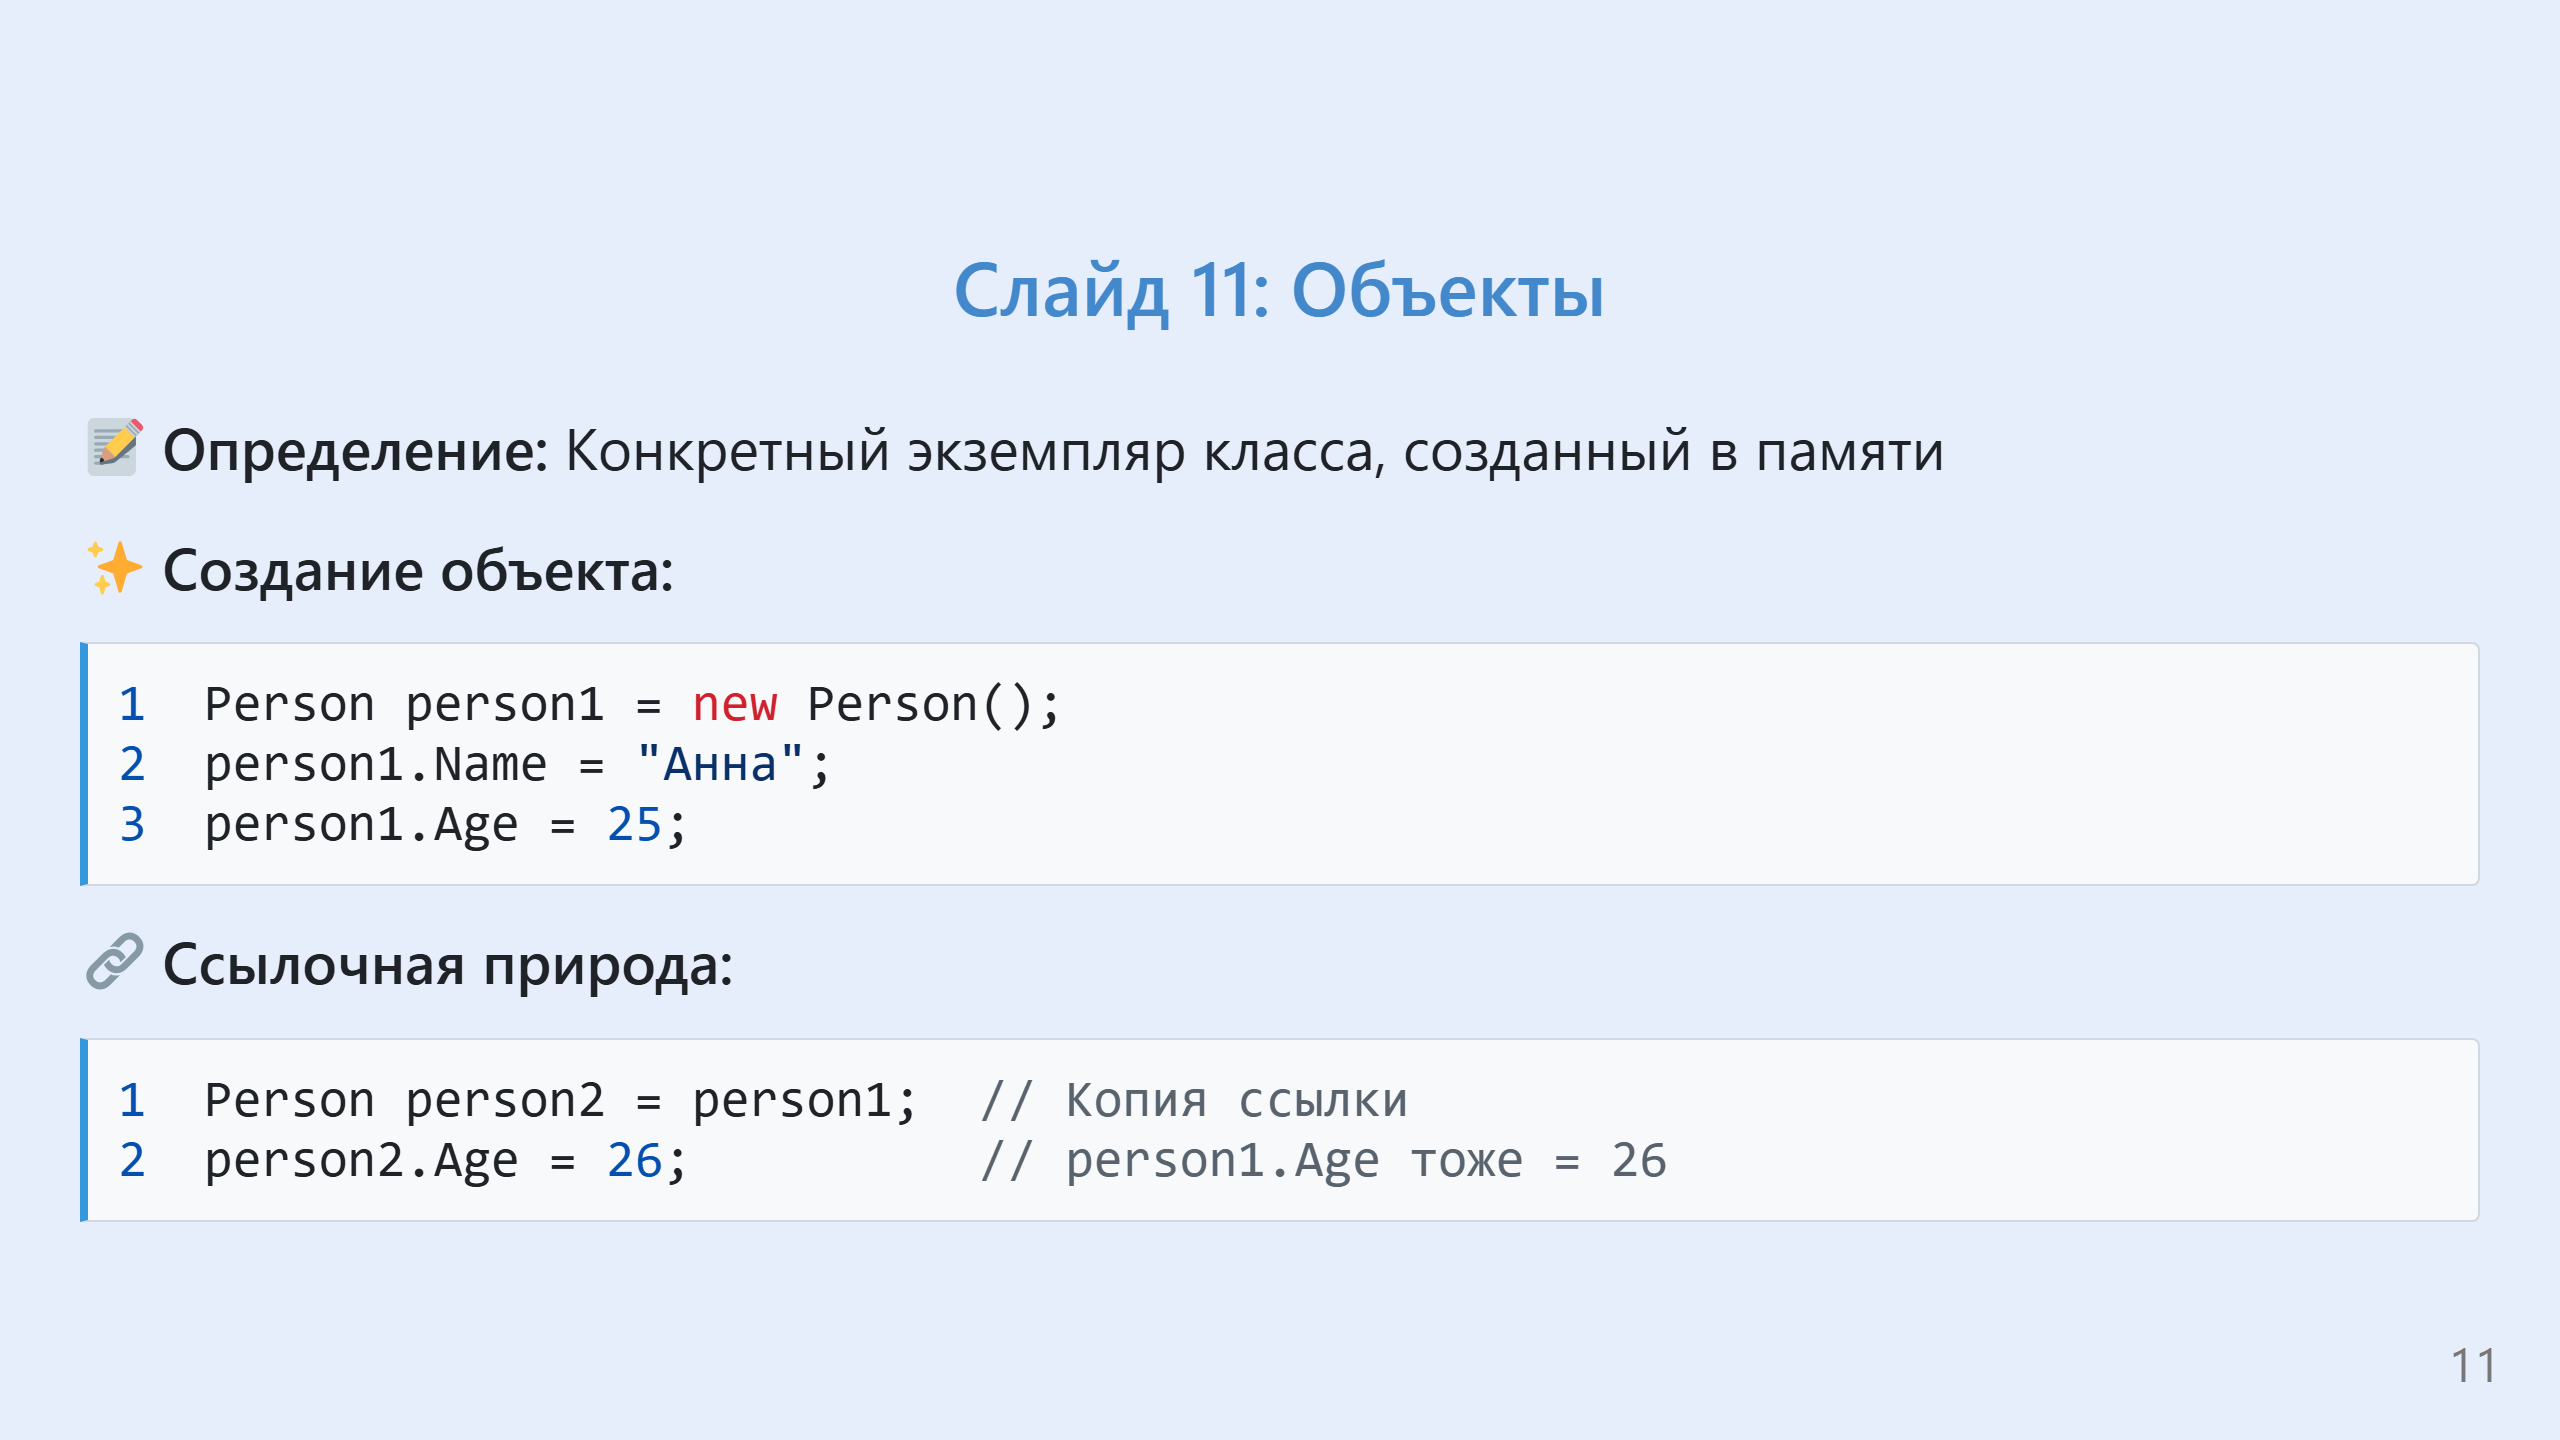 Слайд 11: Объекты
📝 Определение: Конкретный экземпляр класса, созданный в памяти
✨ Создание объекта:
1  Person person1 = new Person();
2  person1.Name = "Анна";
3  person1.Age = 25;
🔗 Ссылочная природа:
1  Person person2 = person1;  // Копия ссылки
2  person2.Age = 26;          // person1.Age тоже = 26
11